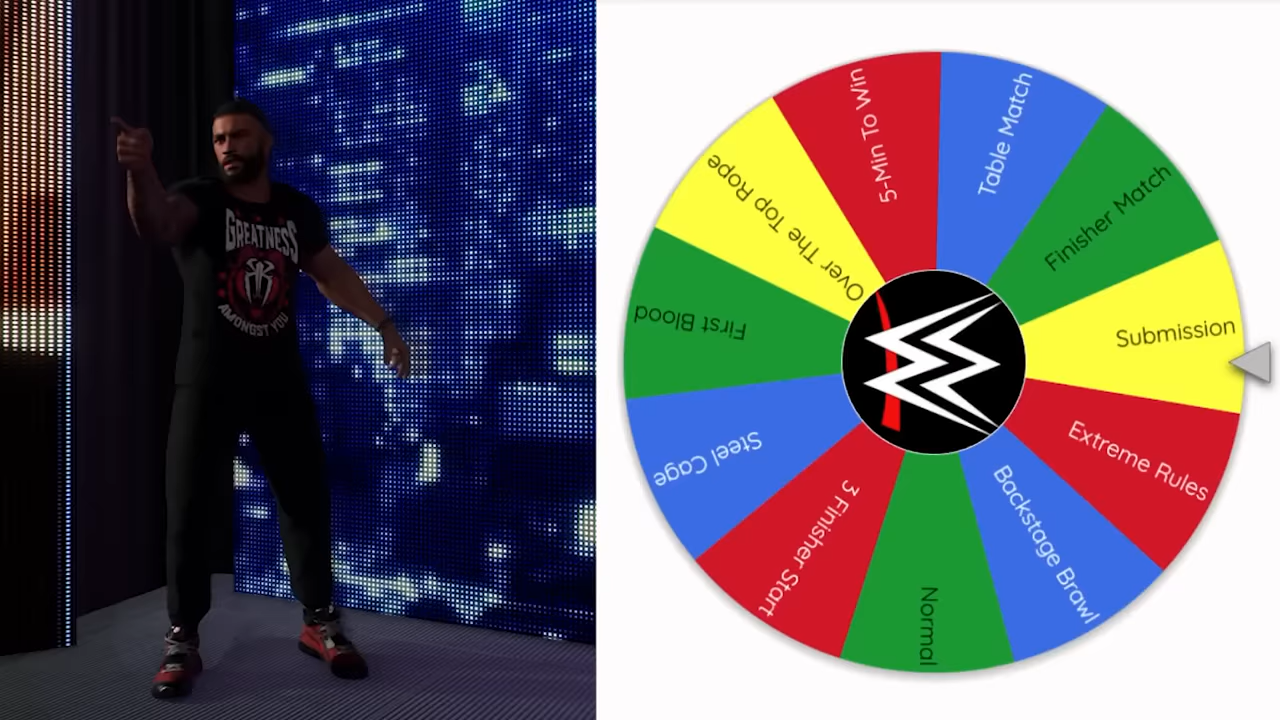 GREATNESS
AMONGST YOU
5-Min To Win
Table Match
Finisher Match
Submission
Extreme Rules
Backstage Brawl
Normal
3 Finisher Start
Steel Cage
First Blood
Over The Top Rope